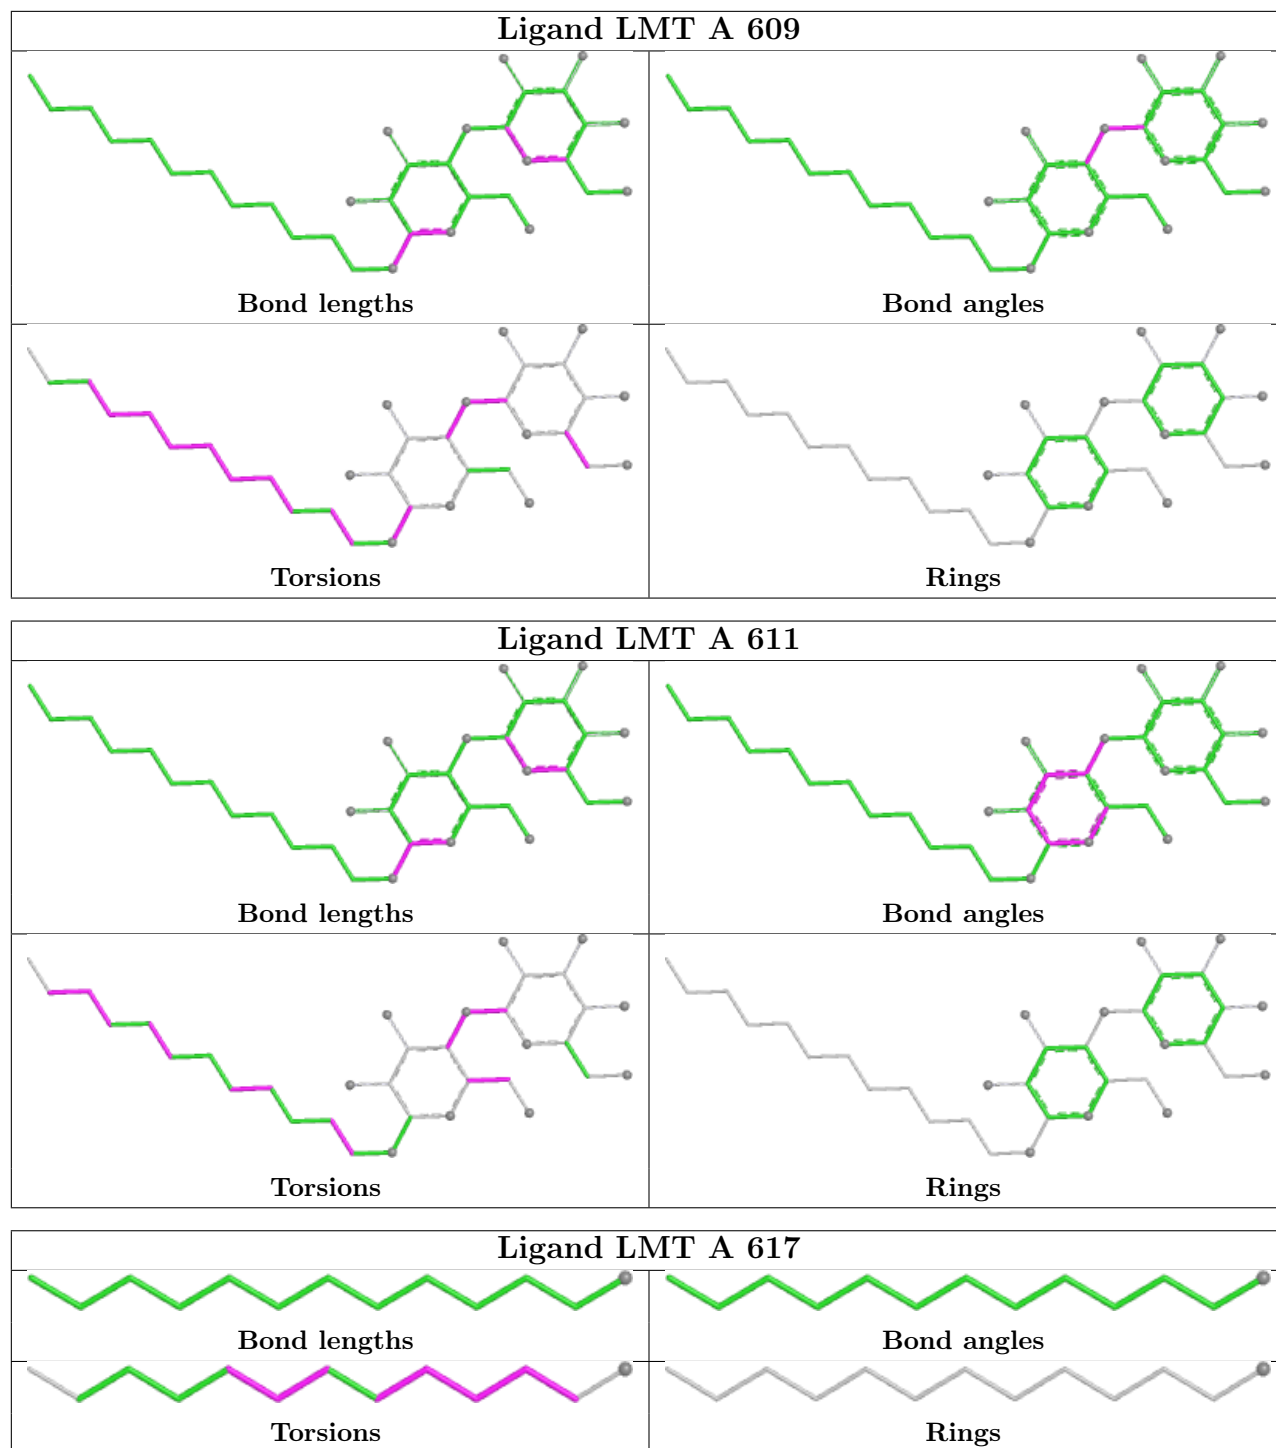 Ligand LMT A 609
Bond lengths
Bond angles
Torsions
Rings
Ligand LMT A 611
Bond lengths
Bond angles
Torsions
Rings
Ligand LMT A 617
Bond lengths
Bond angles
Torsions
Rings